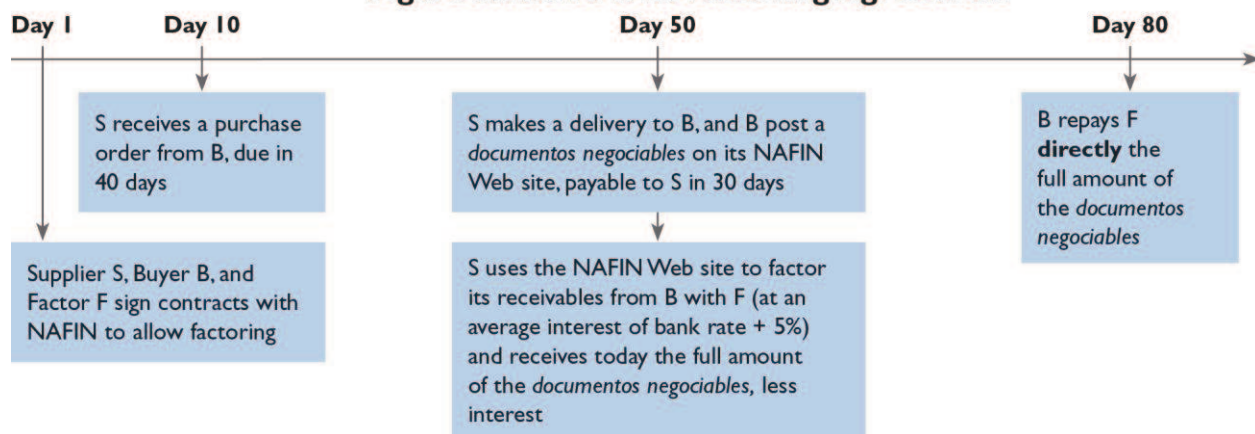 Day 1
Day 10
Day 50
Day 80
S receives a purchase
order from B, due in
40 days
Supplier S, Buyer B, and
Factor F sign contracts with
NAFIN to allow factoring
S makes a delivery to B, and B post a
documentos negociables on its NAFIN
Web site, payable to S in 30 days
S uses the NAFIN Web site to factor
its receivables from B with F (at an
average interest of bank rate + 5%)
and receives today the full amount
of the documentos negociables, less
interest
B repays F
directly the
full amount of
the documentos
negociables